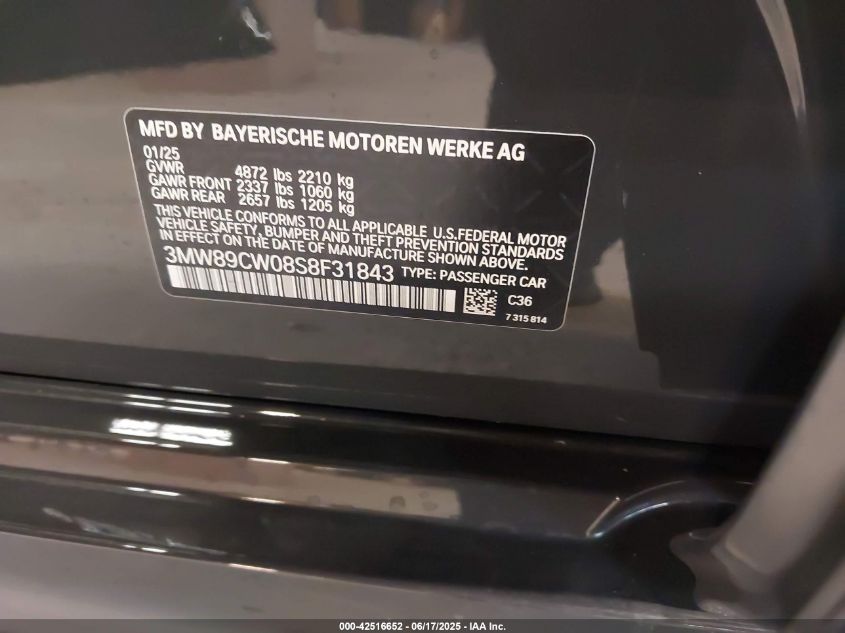 MFD BY BAYERISCHE MOTOREN WERKE AG
01/25
GVWR 4872 lbs 2210 kg
GAWR FRONT 2337 lbs 1060 kg
GAWR REAR 2657 lbs 1205 kg
THIS VEHICLE CONFORMS TO ALL APPLICABLE U.S.FEDERAL MOTOR
VEHICLE SAFETY, BUMPER AND THEFT PREVENTION STANDARDS
IN EFFECT ON THE DATE OF MANUFACTURE SHOWN ABOVE.
3MW89CW08S8F31843 TYPE: PASSENGER CAR
C36
7 315 814
000-42516652 - 06/17/2025 - IAA Inc.